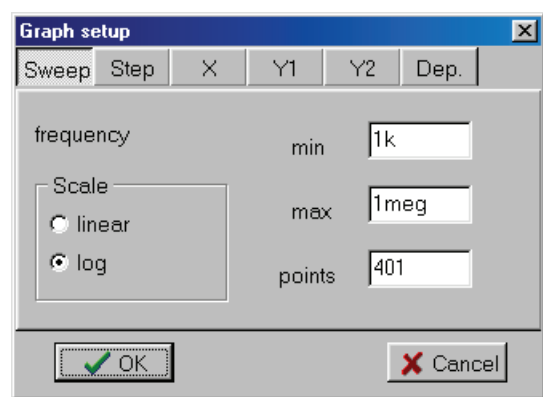 Graph setup
Sweep Step X Y1 Y2 Dep.
frequency
min 1k
Scale
linear
max 1meg
log
points 401
OK Cancel